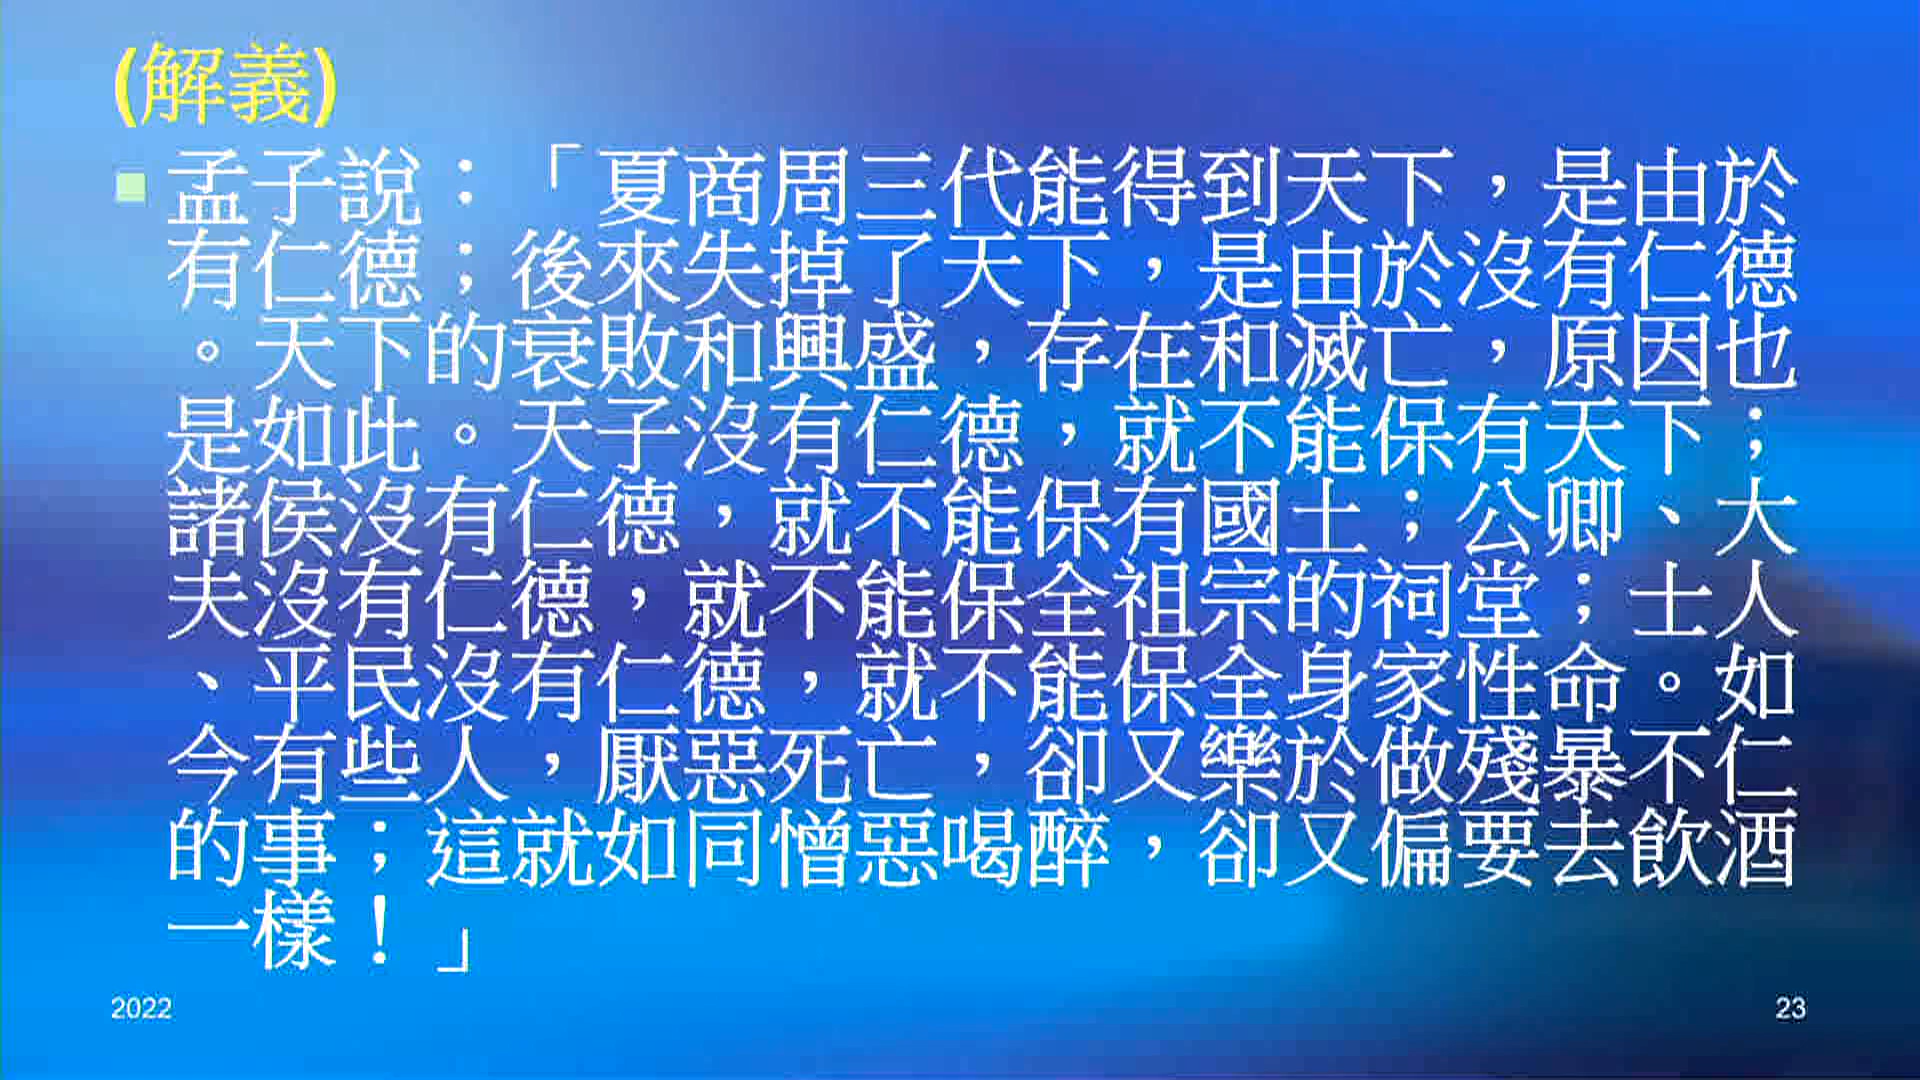 (解義)
孟子說：「夏商周三代能得到天下，是由於
有仁德；後來失掉了天下，是由於沒有仁德
。天下的衰敗和興盛，存在和滅亡，原因也
是如此。天子沒有仁德，就不能保有天下；
諸侯沒有仁德，就不能保有國土；公卿、大
夫沒有仁德，就不能保全祖宗的祠堂；士人
、平民沒有仁德，就不能保全身家性命。如
今有些人，厭惡死亡，卻又樂於做殘暴不仁
的事；這就如同憎惡喝醉，卻又偏要去飲酒
一樣！」
2022
23